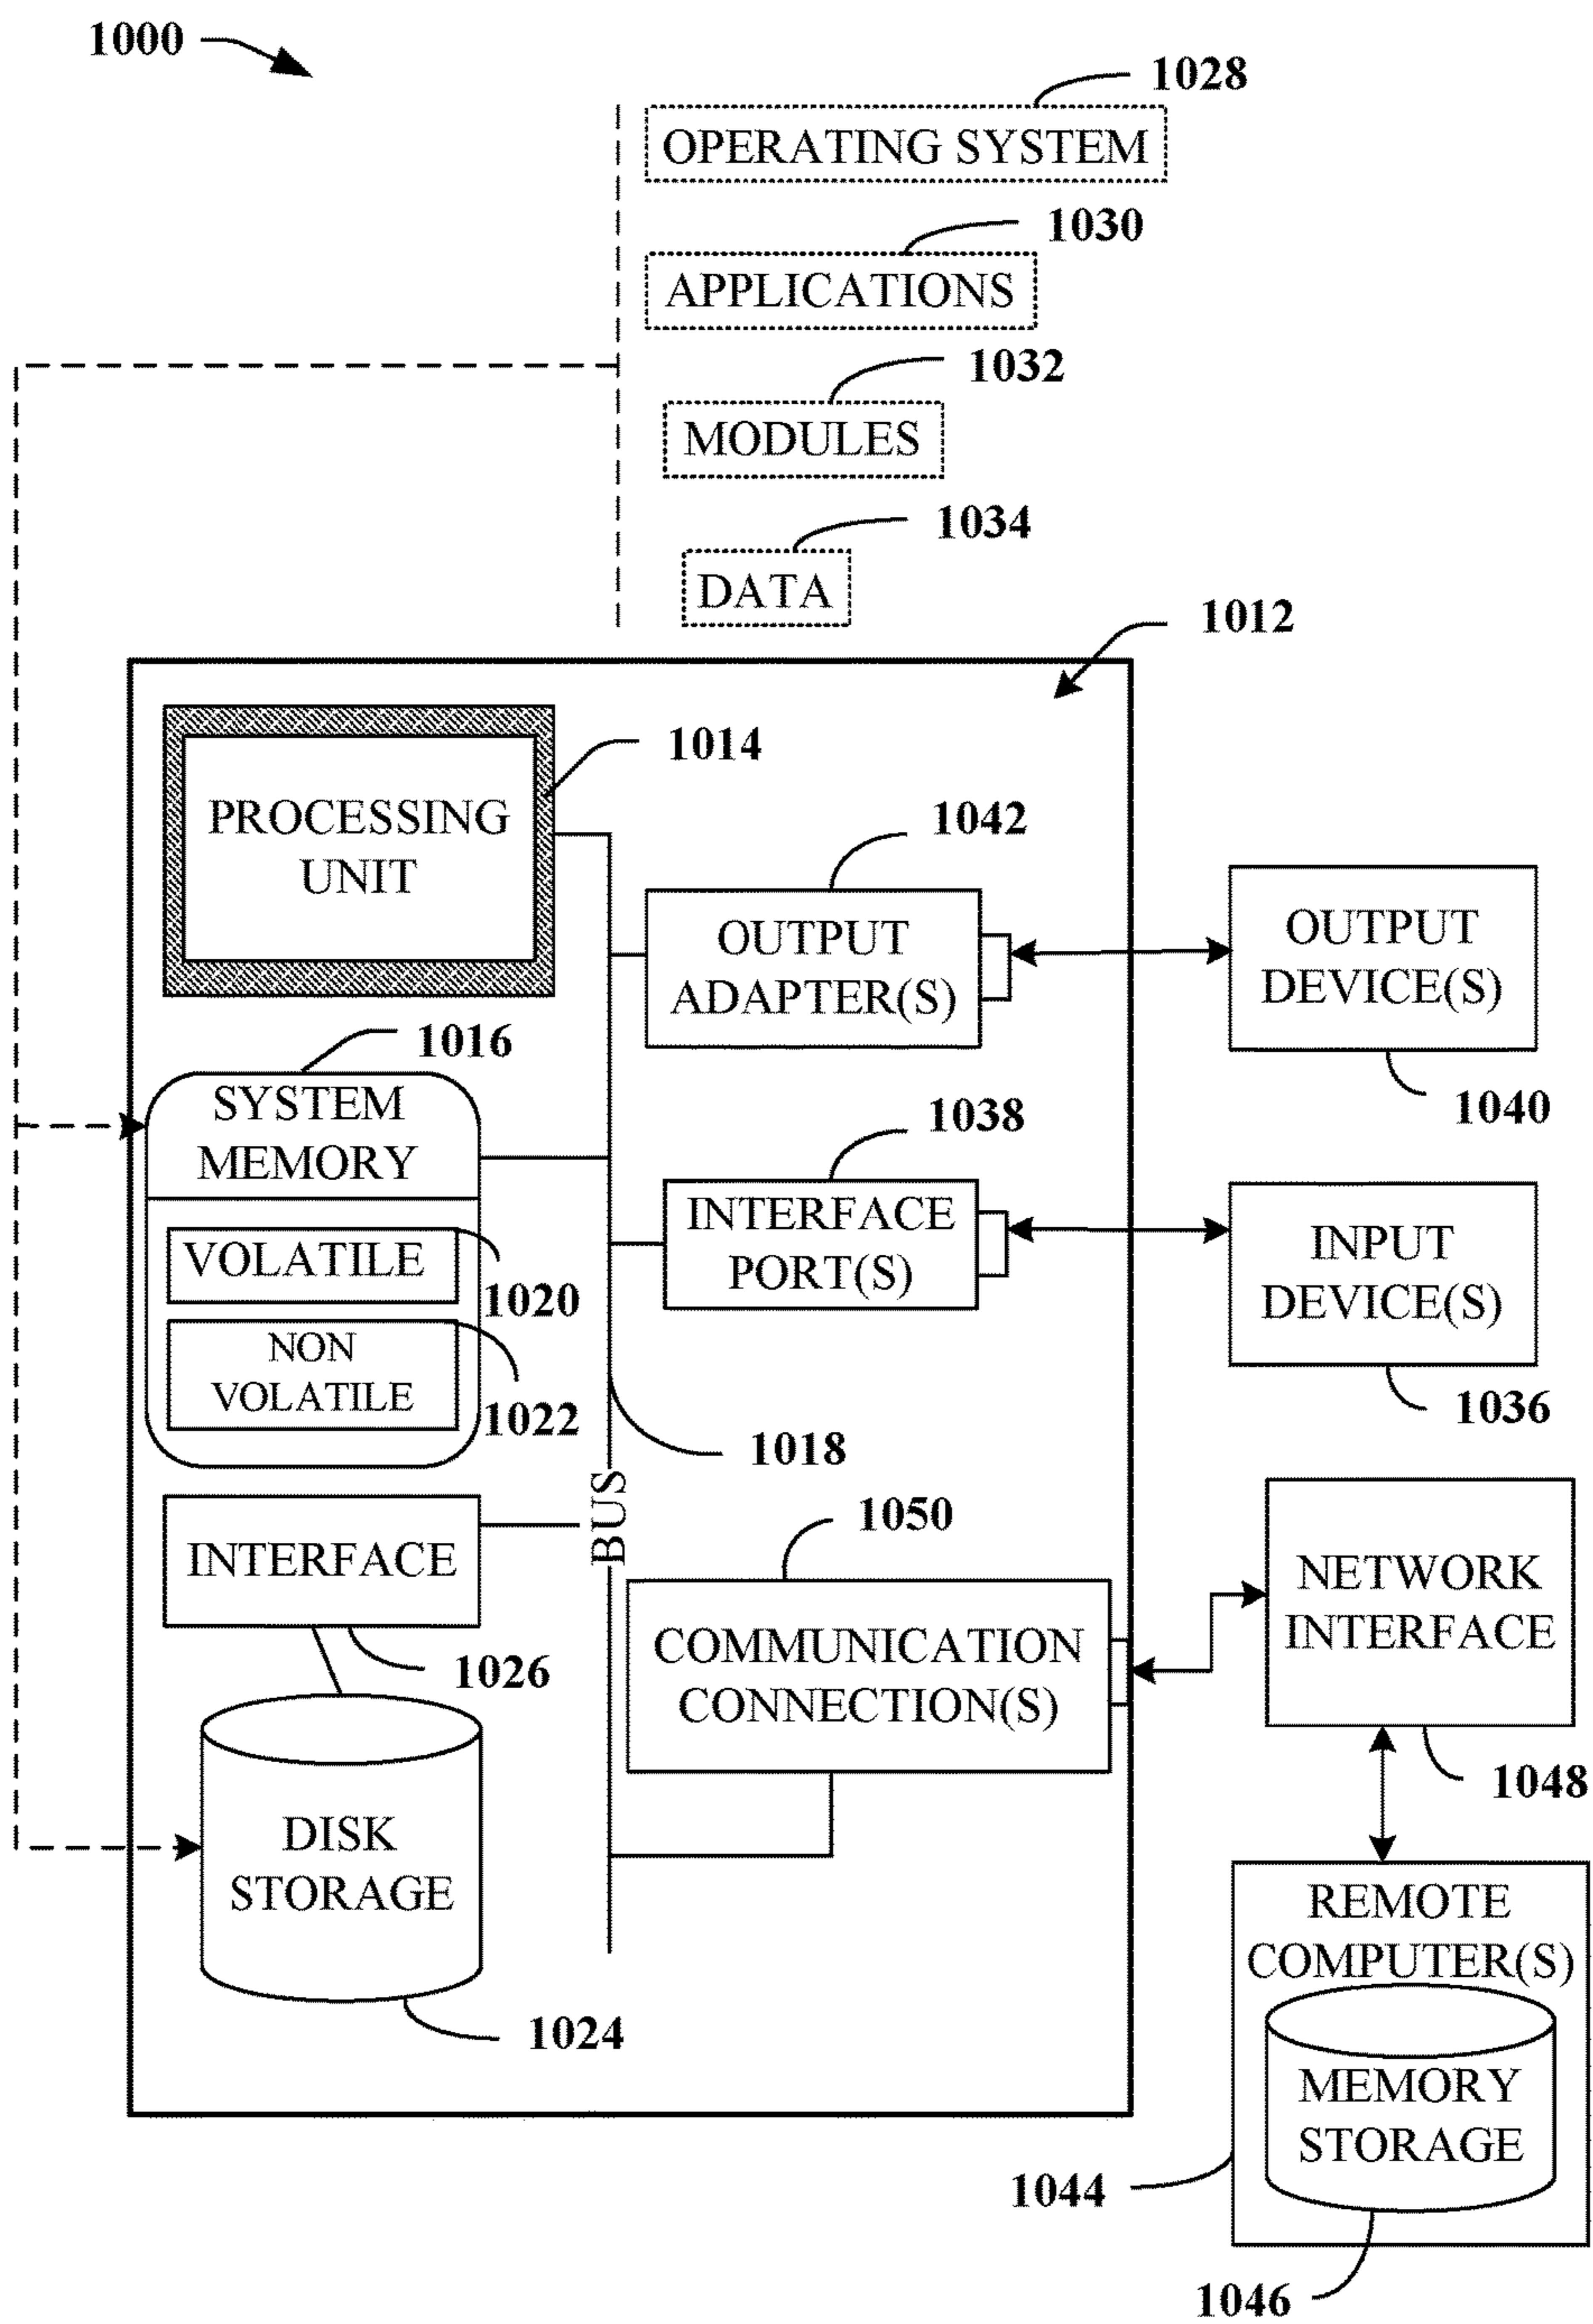 1000
1028
OPERATING SYSTEM
1030
APPLICATIONS
1032
MODULES
1034
DATA
1012
1014
PROCESSING
UNIT
1042
OUTPUT
ADAPTER(S)
OUTPUT
DEVICE(S)
1040
1016
SYSTEM
MEMORY
VOLATILE
1020
NON
VOLATILE
1022
1038
INTERFACE
PORT(S)
INPUT
DEVICE(S)
1036
1018
BUS
INTERFACE
1026
1050
COMMUNICATION
CONNECTION(S)
NETWORK
INTERFACE
1048
DISK
STORAGE
1024
REMOTE
COMPUTER(S)
MEMORY
STORAGE
1044
1046